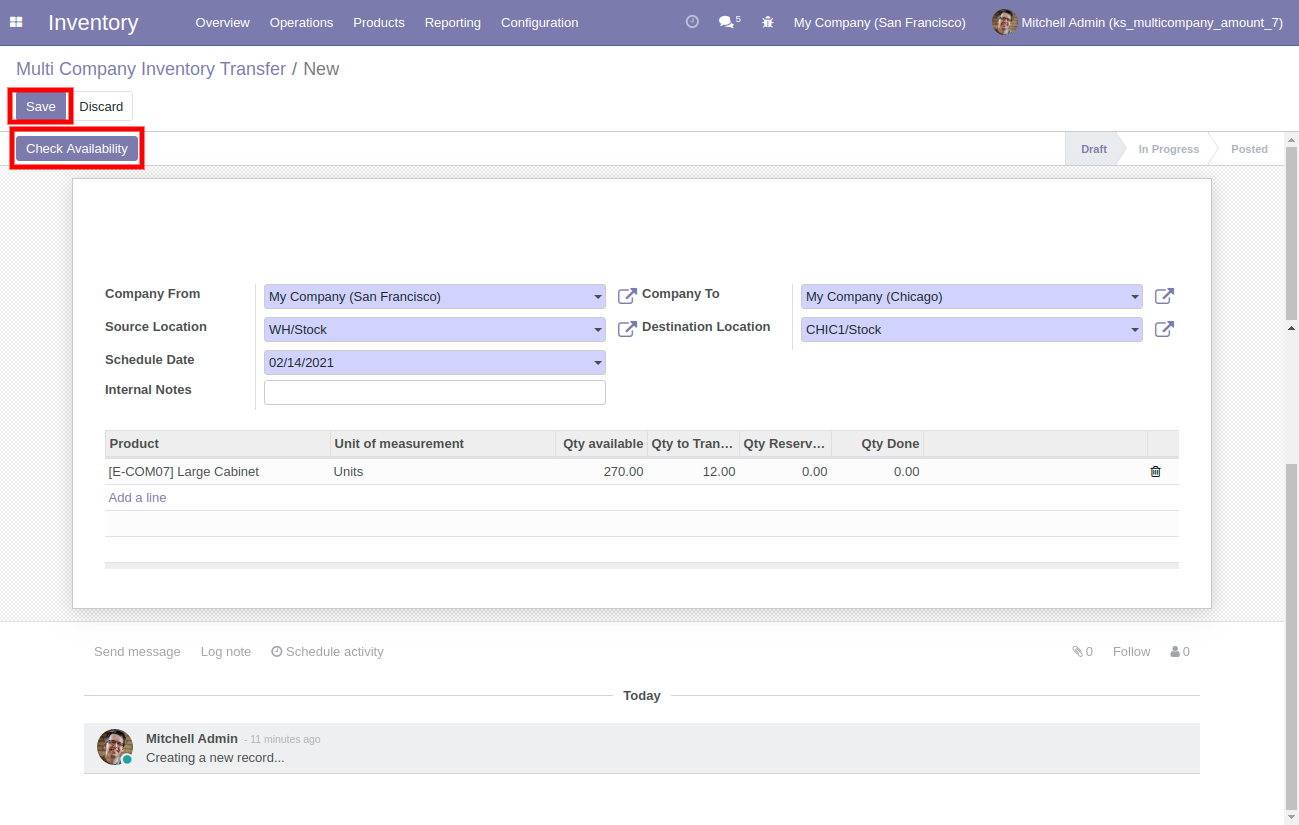 Inventory Overview Operations Products Reporting Configuration 5 My Company (San Francisco) Mitchell Admin (ks_multicompany_amount_7)
Multi Company Inventory Transfer / New
Save Discard
Check Availability Draft In Progress Posted
Company From My Company (San Francisco) Company To My Company (Chicago)
Source Location WH/Stock Destination Location CHIC1/Stock
Schedule Date 02/14/2021
Internal Notes
Product Unit of measurement Qty available Qty to Tran... Qty Reserv... Qty Done
[E-COM07] Large Cabinet Units 270.00 12.00 0.00 0.00
Add a line
Send message Log note Schedule activity 0 Follow 0
Today
Mitchell Admin - 11 minutes ago
Creating a new record...